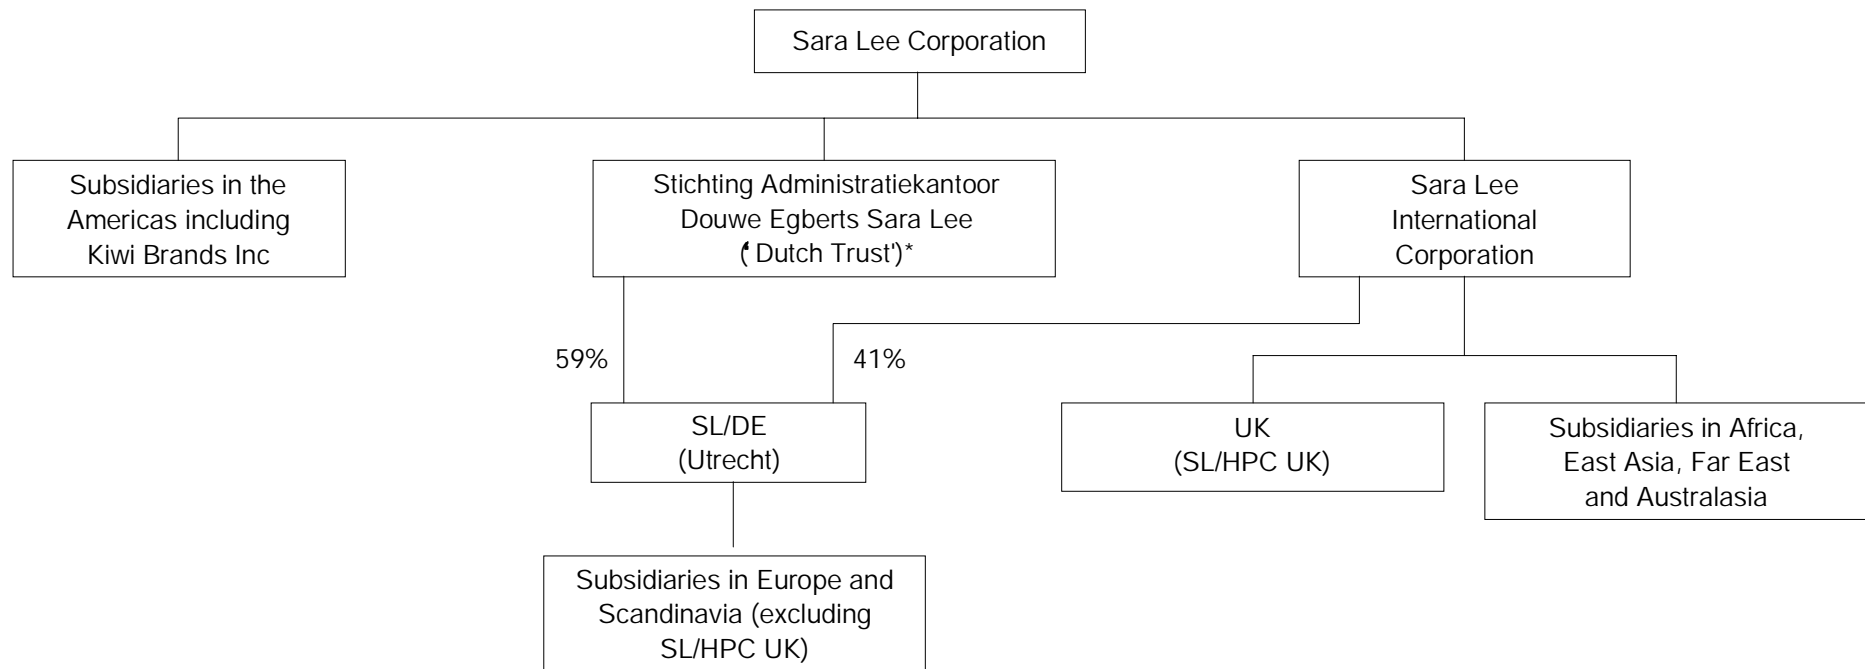 Sara Lee Corporation
Subsidiaries in the
Americas including
Kiwi Brands Inc
Stichting Administratiekantoor
Douwe Egberts Sara Lee
(‘Dutch Trust')*
Sara Lee
International
Corporation
59%
41%
SL/DE
(Utrecht)
UK
(SL/HPC UK)
Subsidiaries in Africa,
East Asia, Far East
and Australasia
Subsidiaries in Europe and
Scandinavia (excluding
SL/HPC UK)